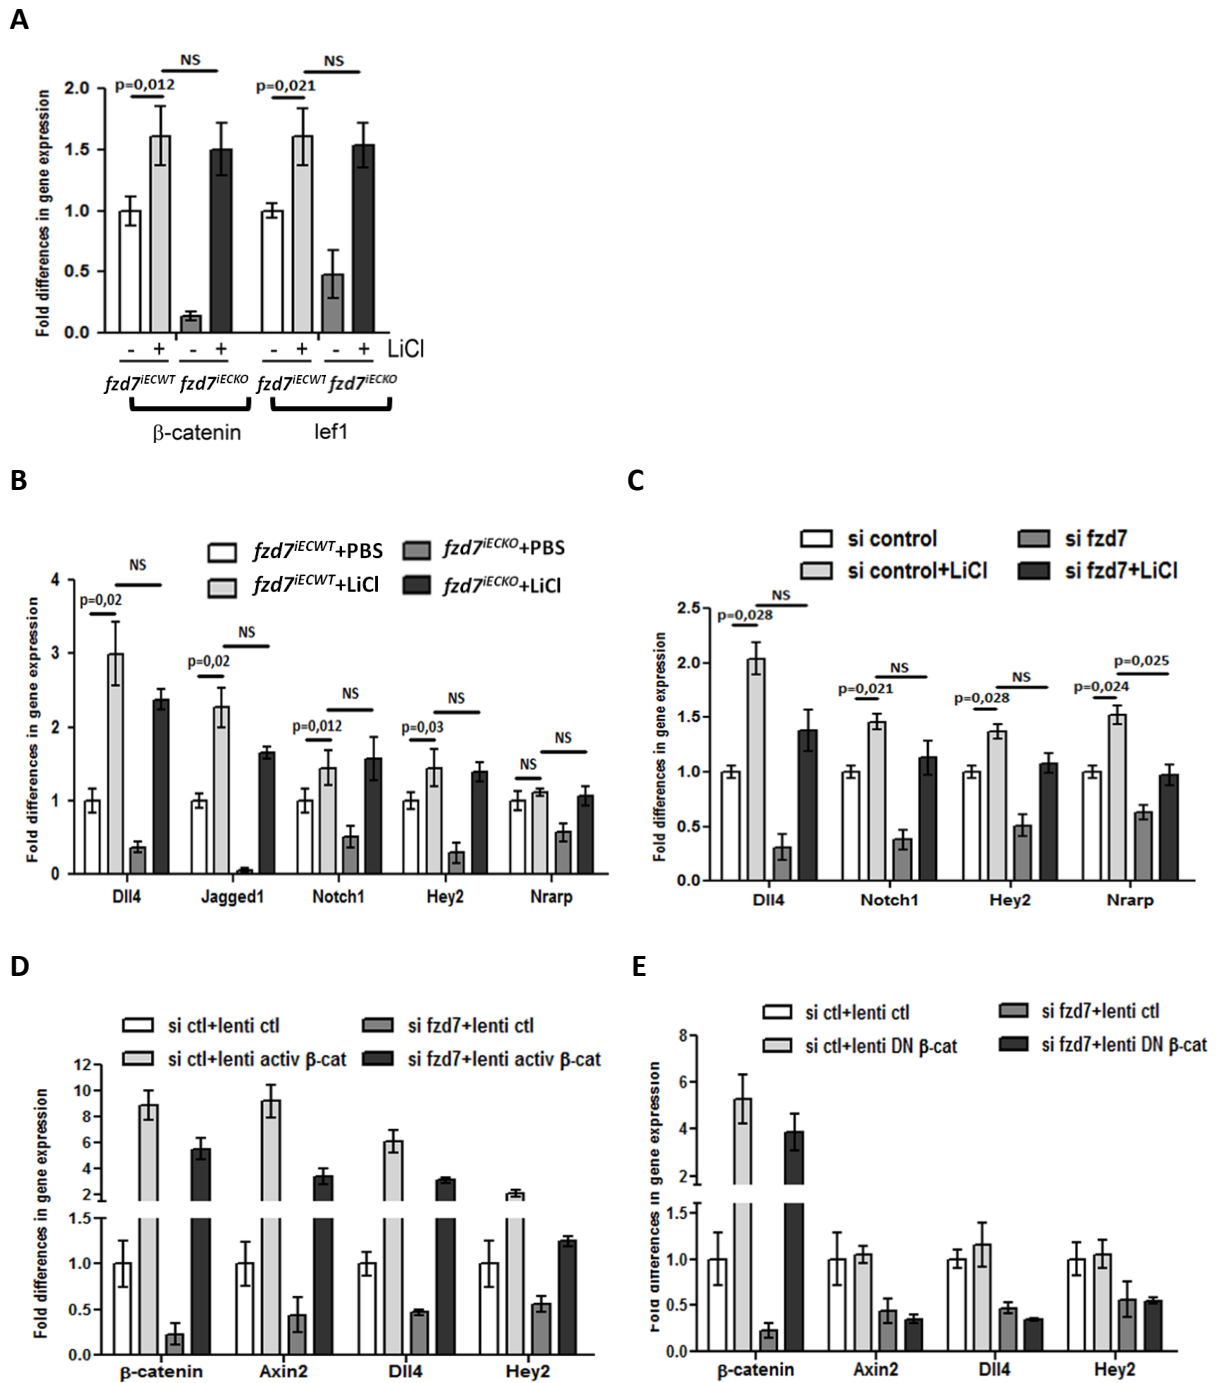 A
NS NS
p=0,012 p=0,021
Fold differences in gene expression
2.0
1.5
1.0
0.5
0.0
- + - + - + - + LiCl
fzd7iECWT fzd7iECKO fzd7iECWT fzd7iECKO
β-catenin lef1
B
fzd7iECWT+PBS fzd7iECKO+PBS
fzd7iECWT+LiCl fzd7iECKO+LiCl
Fold differences in gene expression
4
3
2
1
0
p=0,02 NS
p=0,02 NS
p=0,012 NS
p=0,03 NS
NS NS
Dll4 Jagged1 Notch1 Hey2 Nrarp
C
si control si fzd7
si control+LiCl si fzd7+LiCl
Fold differences in gene expression
2.5
2.0
1.5
1.0
0.5
0.0
p=0,028 NS
p=0,021 NS
p=0,028 NS
p=0,024 p=0,025
Dll4 Notch1 Hey2 Nrarp
D
si ctl+lenti ctl si fzd7+lenti ctl
si ctl+lenti activ β-cat si fzd7+lenti activ β-cat
Fold differences in gene expression
12
10
8
6
4
2
1.5
1.0
0.5
0.0
β-catenin Axin2 Dll4 Hey2
E
si ctl+lenti ctl si fzd7+lenti ctl
si ctl+lenti DN β-cat si fzd7+lenti DN β-cat
Fold differences in gene expression
8
6
4
2
1.5
1.0
0.5
0.0
β-catenin Axin2 Dll4 Hey2